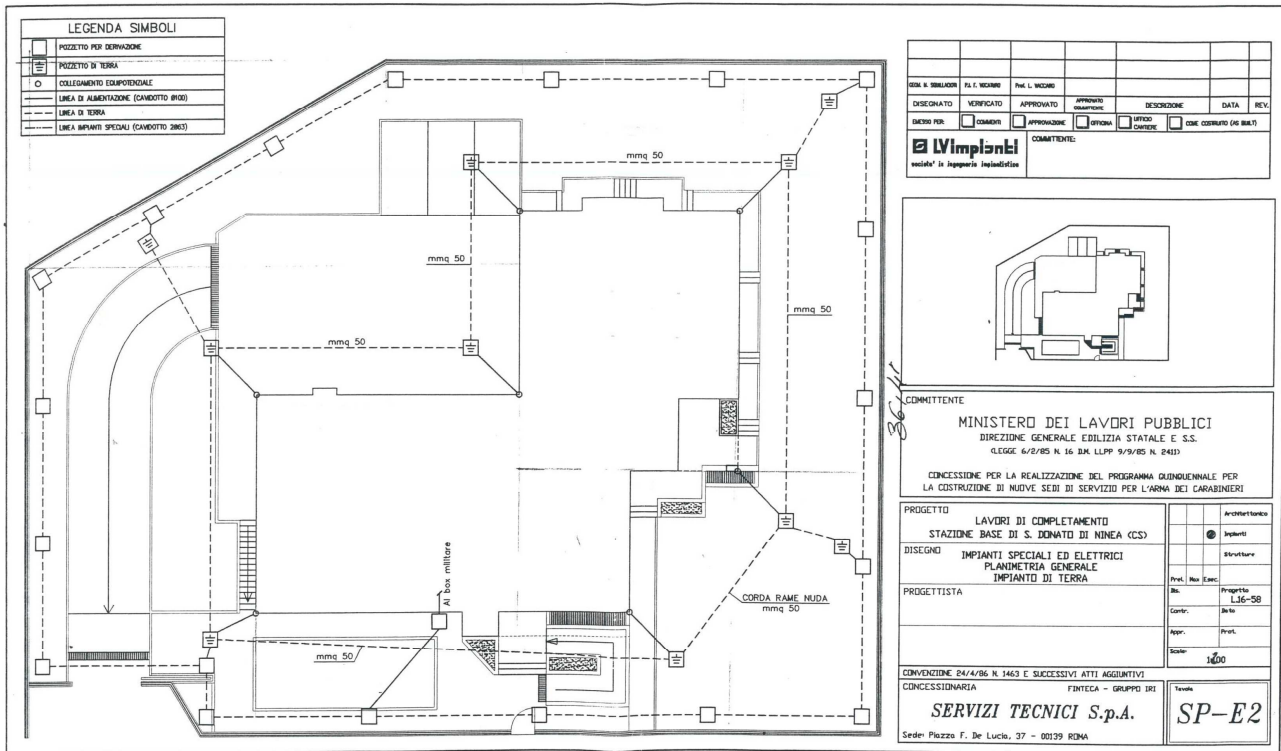 LEGENDA SIMBOLI
POZZETTO PER DERIVAZIONE
POZZETTO DI TERRA
COLLEGAMENTO EQUIPOTENZIALE
LINEA DI ALIMENTAZIONE (CAVIDOTTO Ø100)
LINEA DI TERRA
LINEA IMPIANTI SPECIALI (CAVIDOTTO 2Ø63)
mmq 50
mmq 50
mmq 50
mmq 50
Al box militare
CORDA RAME NUDA
mmq 50
mmq 50
P.I. F. Prof. L. VACCARO
DISEGNATO VERIFICATO APPROVATO APPROVATO COMMITTENTE DESCRIZIONE DATA REV.
EMESSO PER: COMMENTI APPROVAZIONE OFFICINA UFFICIO CANTIERE COME COSTRUITO (AS BUILT)
LVimpianti
societa' in ingegneria impiantistica
COMMITTENTE:
COMMITTENTE
MINISTERO DEI LAVORI PUBBLICI
DIREZIONE GENERALE EDILIZIA STATALE E S.S.
(LEGGE 6/2/85 N. 16 D.M. LLPP 9/9/85 N. 2411)
CONCESSIONE PER LA REALIZZAZIONE DEL PROGRAMMA QUINQUENNALE PER
LA COSTRUZIONE DI NUOVE SEDI DI SERVIZIO PER L'ARMA DEI CARABINIERI
PROGETTO
LAVORI DI COMPLETAMENTO
STAZIONE BASE DI S. DONATO DI NINEA (CS)
DISEGNO
IMPIANTI SPECIALI ED ELETTRICI
PLANIMETRIA GENERALE
IMPIANTO DI TERRA
PROGETTISTA
Architettonico
Impianti
Strutture
Prel. Max Esec.
Dis. Progetto
L16-58
Contr. Data
Appr. Prot.
Scala:
CONVENZIONE 24/4/86 N. 1463 E SUCCESSIVI ATTI AGGIUNTIVI
CONCESSIONARIA FINTECA - GRUPPO IRI
SERVIZI TECNICI S.p.A.
Sede: Piazza F. De Lucia, 37 - 00139 ROMA
Tavola
SP-E2